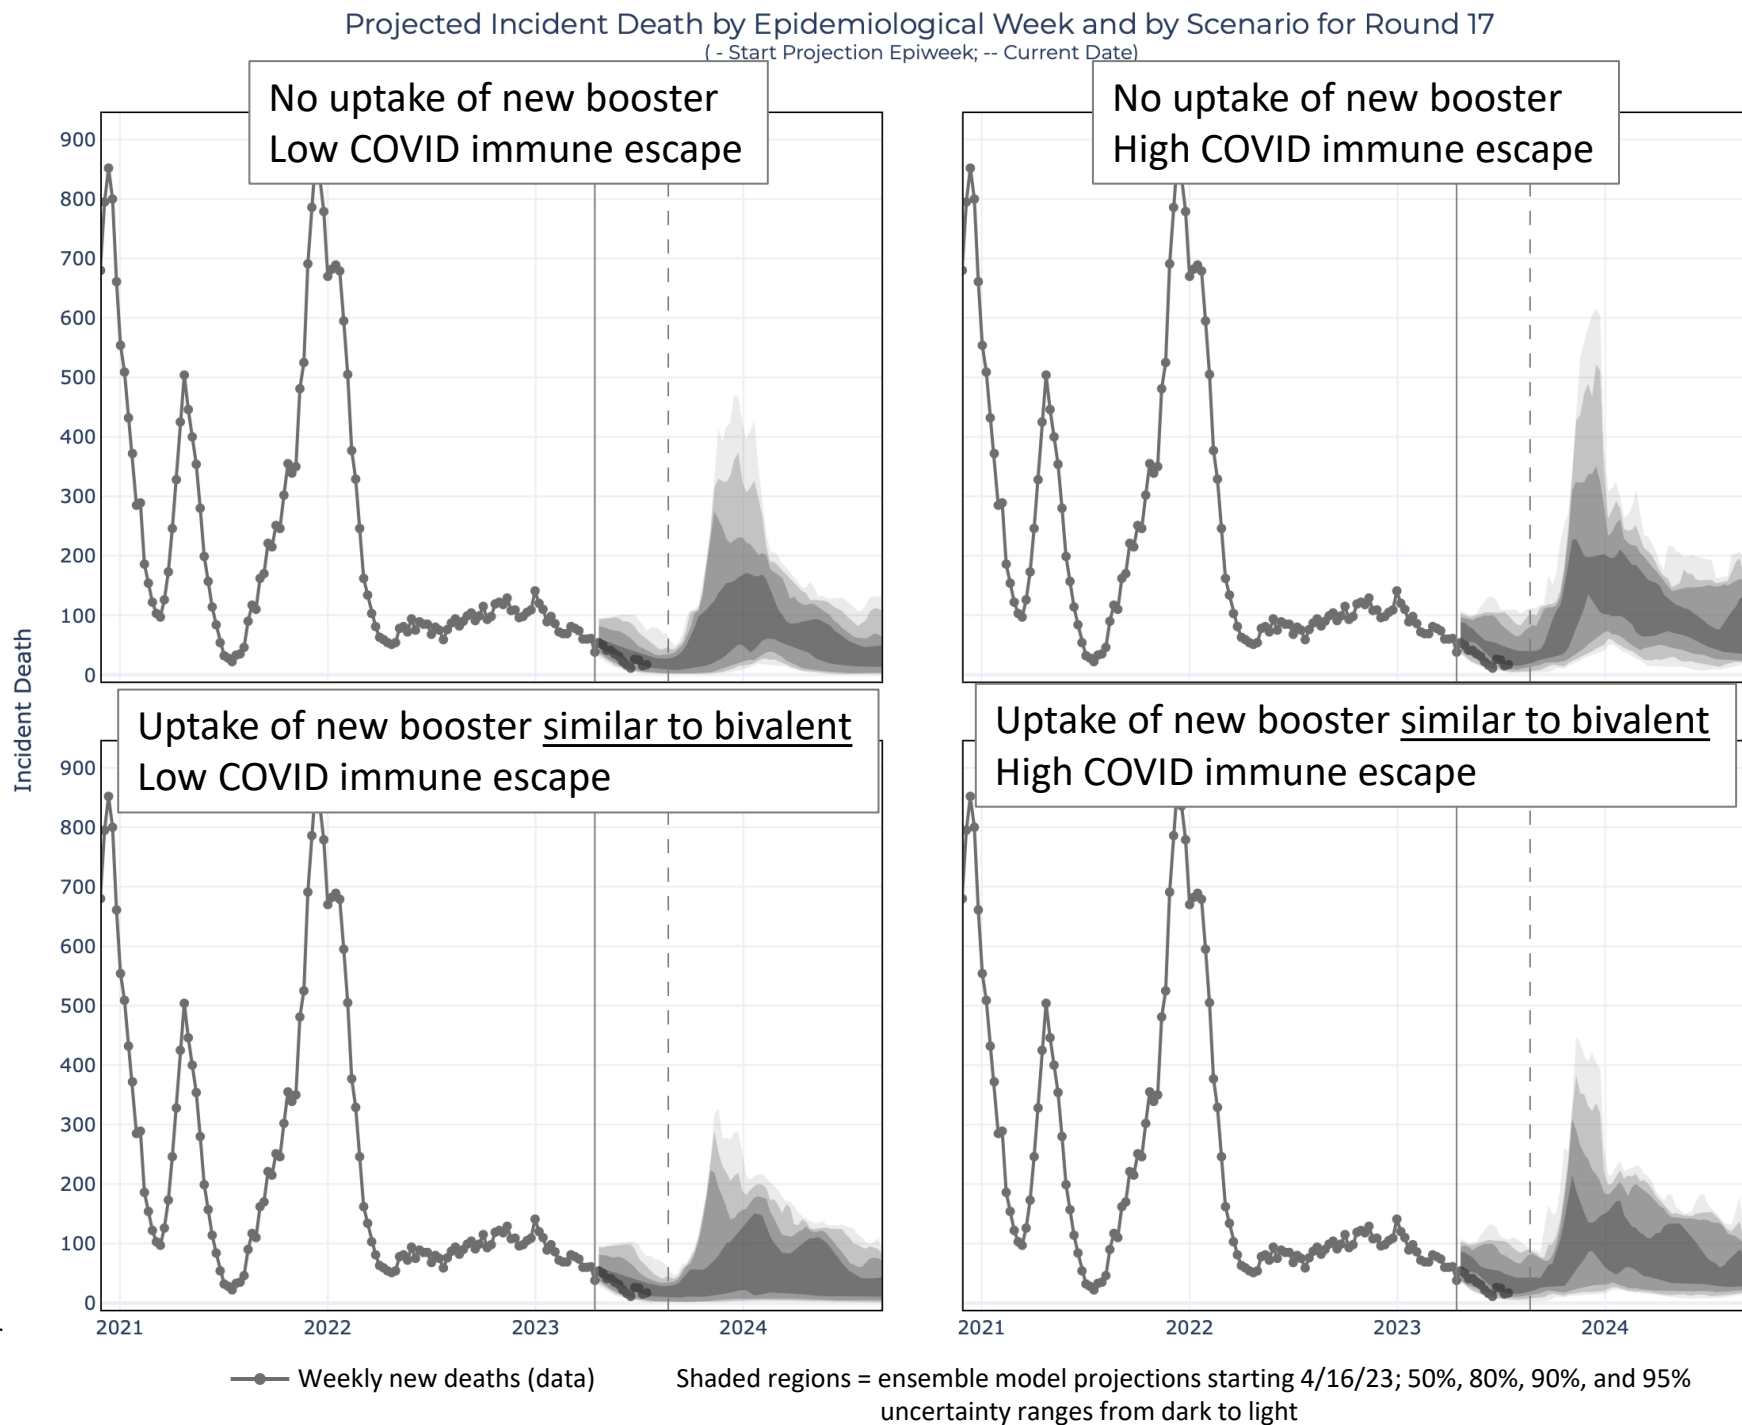 Projected Incident Death by Epidemiological Week and by Scenario for Round 17
( - Start Projection Epiweek; -- Current Date)
No uptake of new booster
Low COVID immune escape
No uptake of new booster
High COVID immune escape
900
800
700
600
500
400
300
200
100
0
Incident Death
Uptake of new booster similar to bivalent
Low COVID immune escape
Uptake of new booster similar to bivalent
High COVID immune escape
900
800
700
600
500
400
300
200
100
0
2021 2022 2023 2024
2021 2022 2023 2024
Weekly new deaths (data)
Shaded regions = ensemble model projections starting 4/16/23; 50%, 80%, 90%, and 95%
uncertainty ranges from dark to light